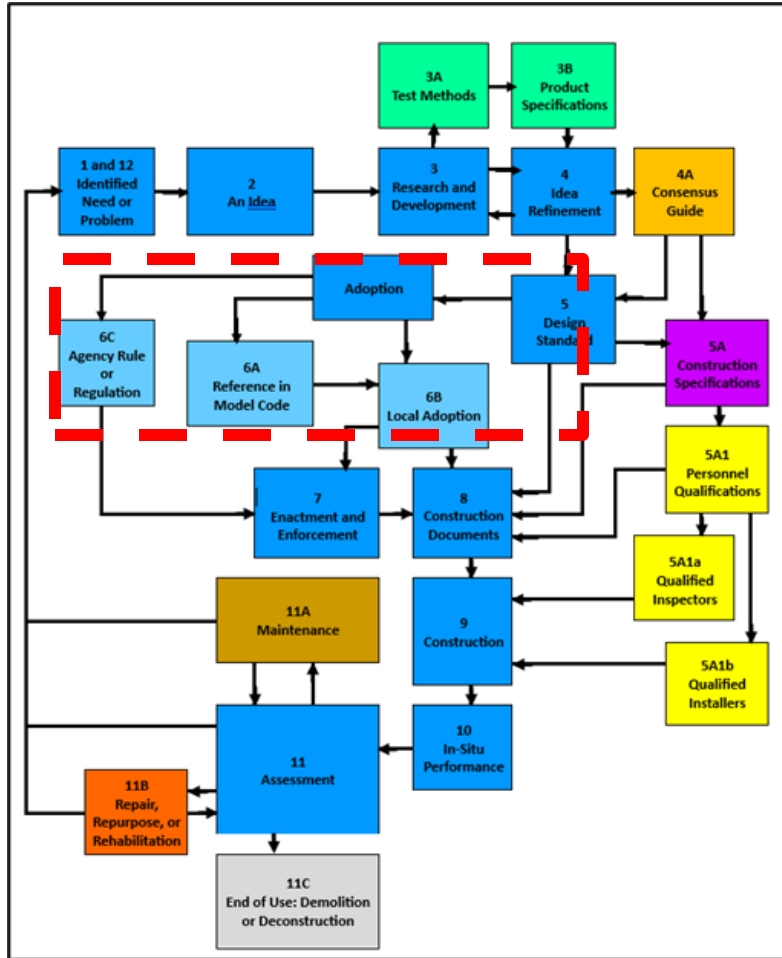 3A
Test Methods
3B
Product
Specifications
1 and 12
Identified
Need or
Problem
2
An Idea
3
Research and
Development
4
Idea
Refinement
4A
Consensus
Guide
Adoption
5
Design
Standard
6C
Agency Rule
or
Regulation
6A
Reference in
Model Code
6B
Local Adoption
5A
Construction
Specifications
5A1
Personnel
Qualifications
7
Enactment and
Enforcement
8
Construction
Documents
5A1a
Qualified
Inspectors
11A
Maintenance
9
Construction
5A1b
Qualified
Installers
11
Assessment
10
In-Situ
Performance
11B
Repair,
Repurpose, or
Rehabilitation
11C
End of Use: Demolition
or Deconstruction